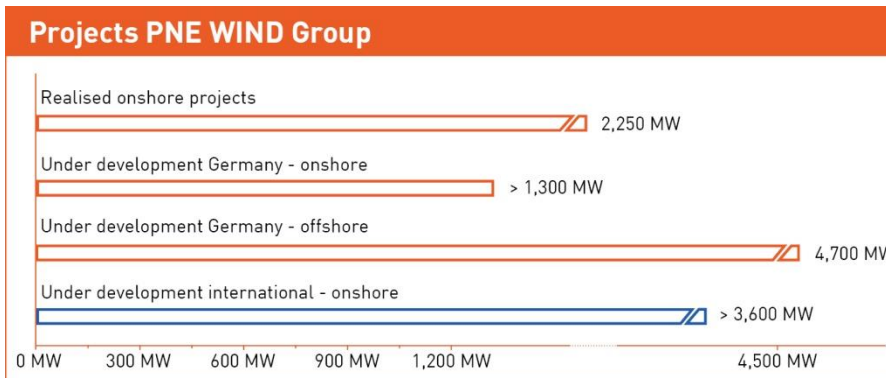 Projects PNE WIND Group
Realised onshore projects
2,250 MW
Under development Germany - onshore
> 1,300 MW
Under development Germany - offshore
4,700 MW
Under development international - onshore
> 3,600 MW
0 MW 300 MW 600 MW 900 MW 1,200 MW 4,500 MW